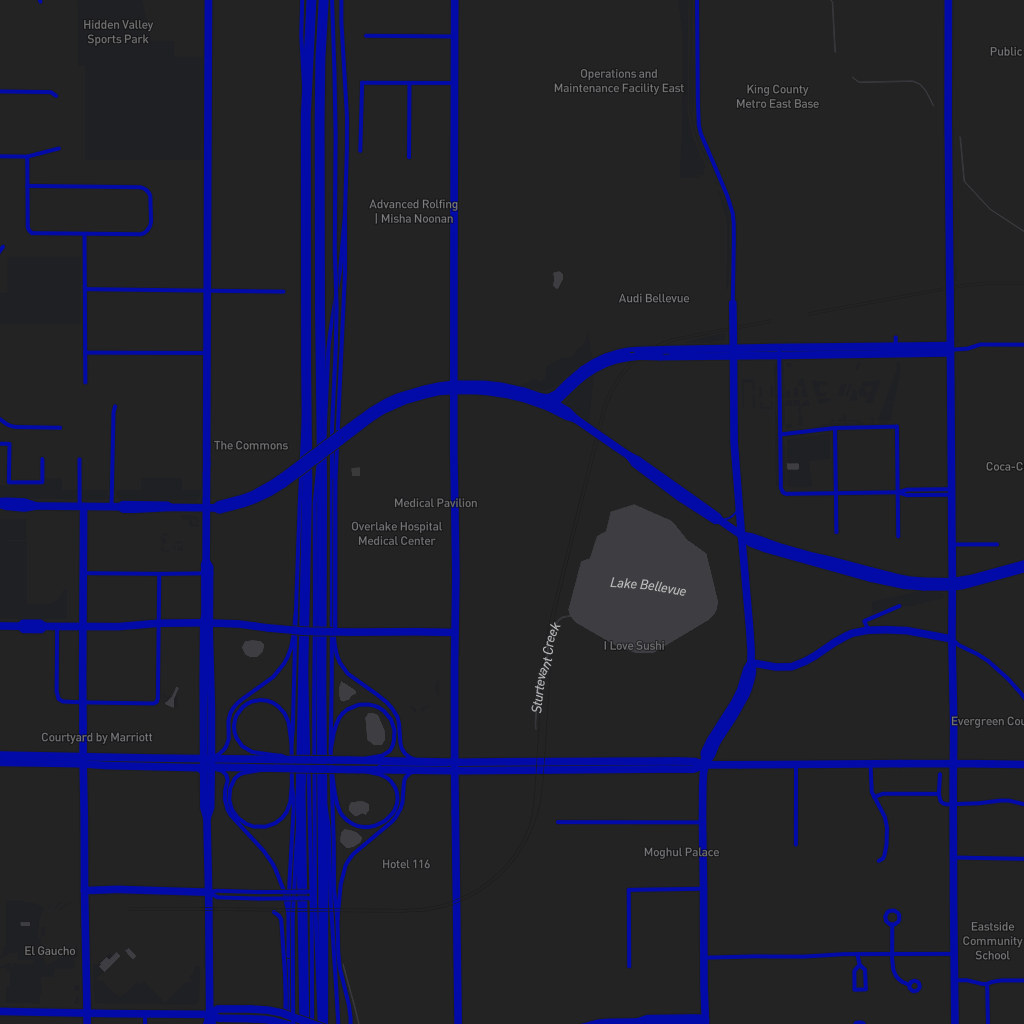 Hidden Valley
Sports Park
Public
Operations and
Maintenance Facility East
King County
Metro East Base
Advanced Rolfing
| Misha Noonan
Audi Bellevue
The Commons
Coca-C
Medical Pavilion
Overlake Hospital
Medical Center
Lake Bellevue
I Love Sushi
Sturtevant Creek
Evergreen Cou
Courtyard by Marriott
Moghul Palace
Hotel 116
El Gaucho
Eastside
Community
School